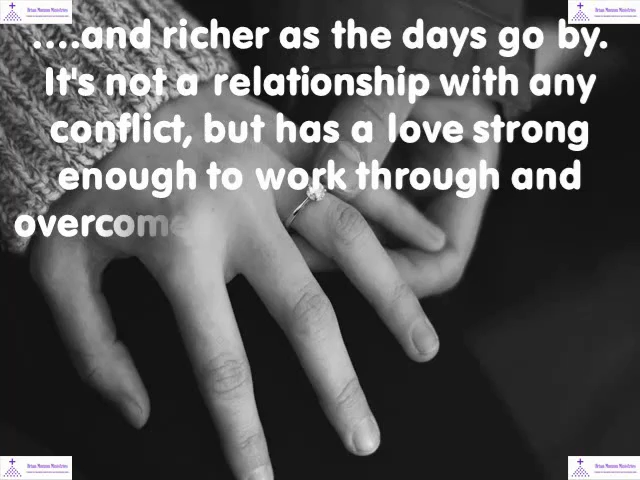 ....and richer as the days go by.
It's not a relationship with any
conflict, but has a love strong
enough to work through and
overcome